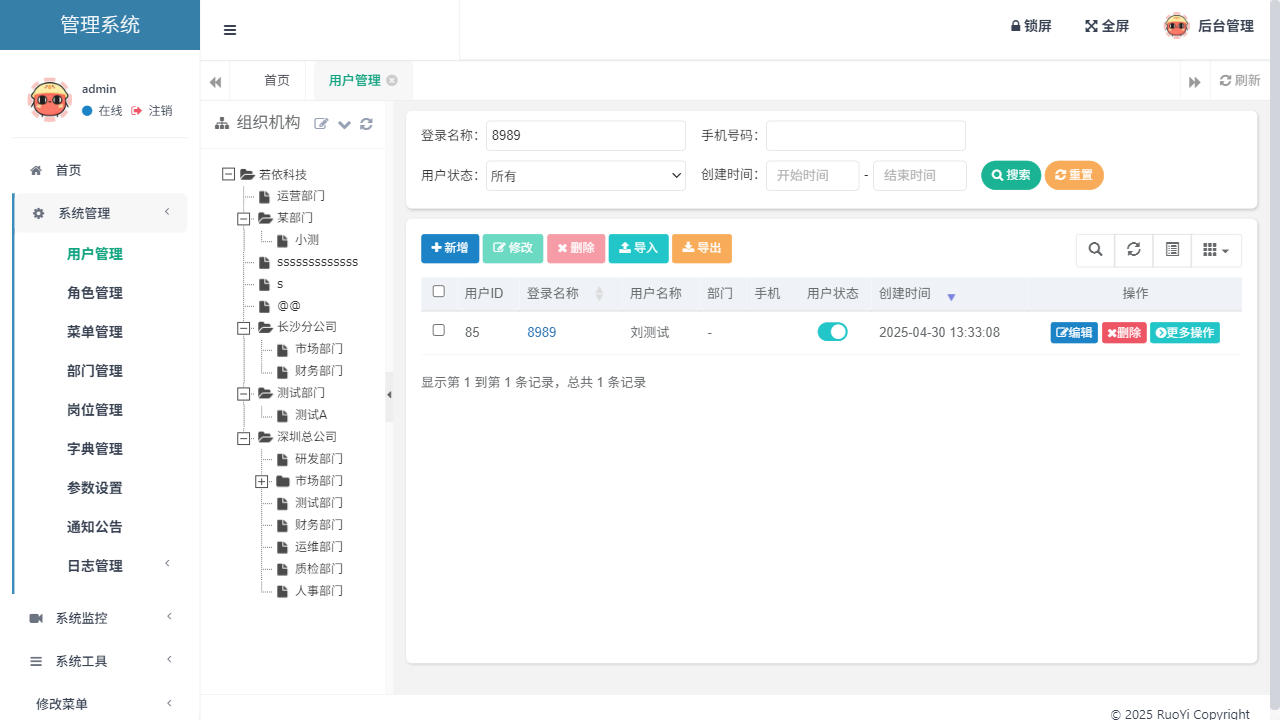 管理系统
锁屏
全屏
后台管理
admin
在线
注销
首页
用户管理
刷新
首页
系统管理
用户管理
角色管理
菜单管理
部门管理
岗位管理
字典管理
参数设置
通知公告
日志管理
系统监控
系统工具
修改菜单
组织机构
若依科技
运营部门
某部门
小测
sssssssssssss
s
@@
长沙分公司
市场部门
财务部门
测试部门
测试A
深圳总公司
研发部门
市场部门
测试部门
财务部门
运维部门
质检部门
人事部门
登录名称： 8989 手机号码：
用户状态： 所有 创建时间： 开始时间 - 结束时间 搜索 重置
新增 修改 删除 导入 导出
用户ID 登录名称 用户名称 部门 手机 用户状态 创建时间 操作
85 8989 刘测试 - 2025-04-30 13:33:08 编辑 删除 更多操作
显示第 1 到第 1 条记录，总共 1 条记录
© 2025 RuoYi Copyright